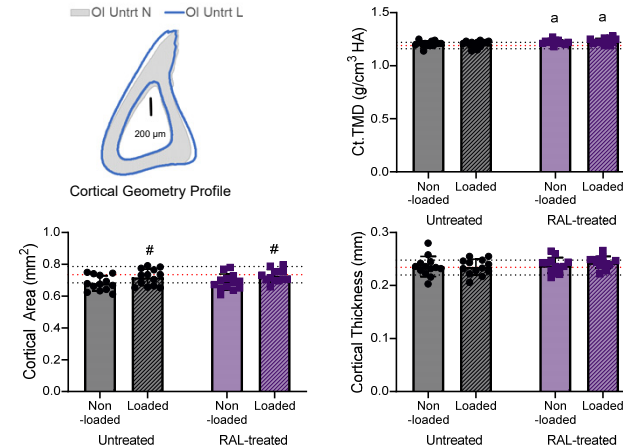 OI Untrt N OI Untrt L
200 µm
Cortical Geometry Profile
Ct.TMD (g/cm³ HA)
1.5
1.0
0.5
0.0
a a
Non
-loaded
Loaded
Non
-loaded
Loaded
Untreated RAL-treated
Cortical Area (mm²)
1.0
0.8
0.6
0.4
0.2
0.0
# #
Non
-loaded
Loaded
Non
-loaded
Loaded
Untreated RAL-treated
Cortical Thickness (mm)
0.3
0.2
0.1
0.0
Non
-loaded
Loaded
Non
-loaded
Loaded
Untreated RAL-treated